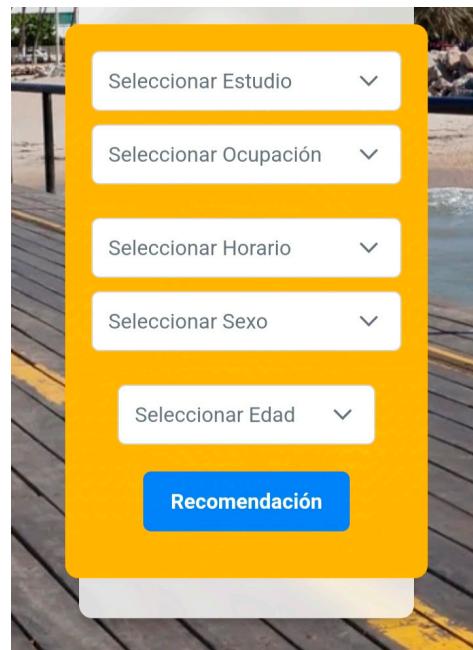 Seleccionar Estudio
Seleccionar Ocupación
Seleccionar Horario
Seleccionar Sexo
Seleccionar Edad
Recomendación